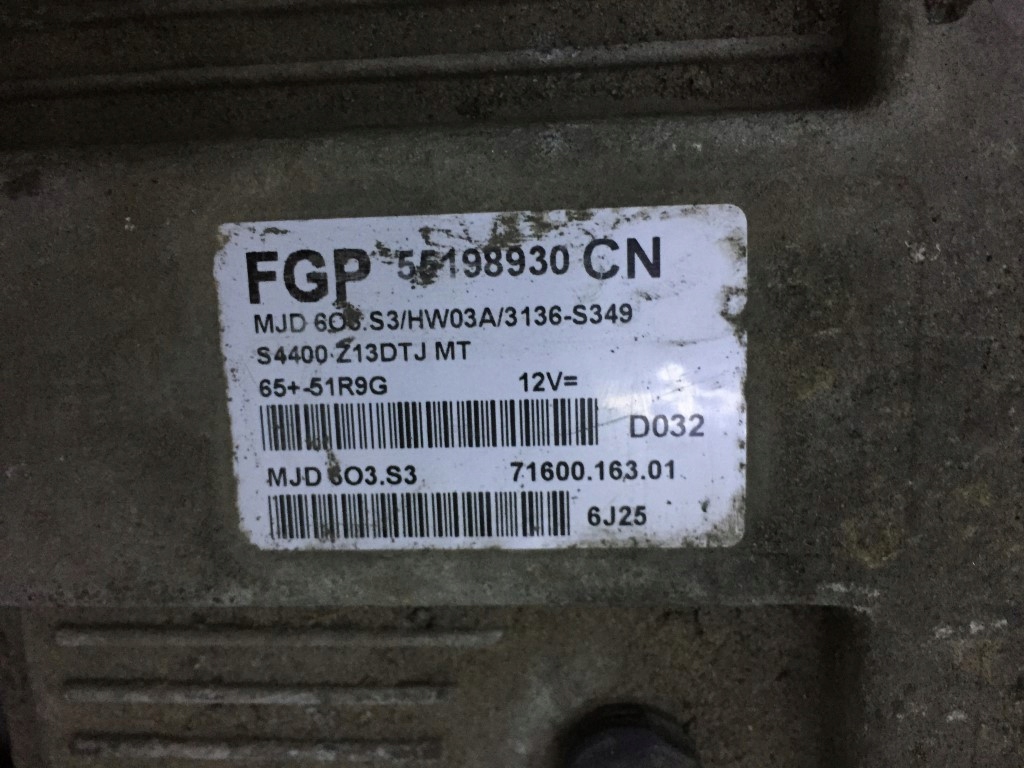 FGP 55198930 CN
MJD 6O3.S3/HW03A/3136-S349
S4400 Z13DTJ MT
65+-51R9G 12V=
D032
MJD 6O3.S3 71600.163.01
6J25